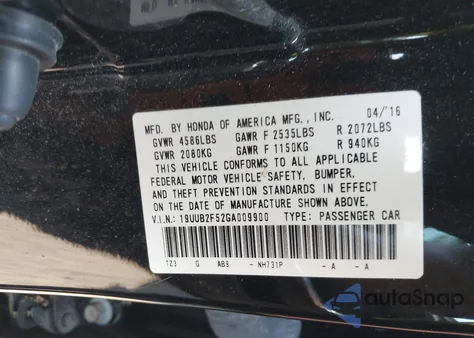 MFD. BY HONDA OF AMERICA MFG., INC. 04/'16
GVWR 4586LBS GAWR F 2535LBS R 2072LBS
GVWR 2080KG GAWR F 1150KG R 940KG
THIS VEHICLE CONFORMS TO ALL APPLICABLE
FEDERAL MOTOR VEHICLE SAFETY, BUMPER,
AND THEFT PREVENTION STANDARDS IN EFFECT
ON THE DATE OF MANUFACTURE SHOWN ABOVE.
V.I.N.: 19UUB2F52GA009900 TYPE: PASSENGER CAR
TZ3 G AB9 - NH731P - A - A
autoSnap